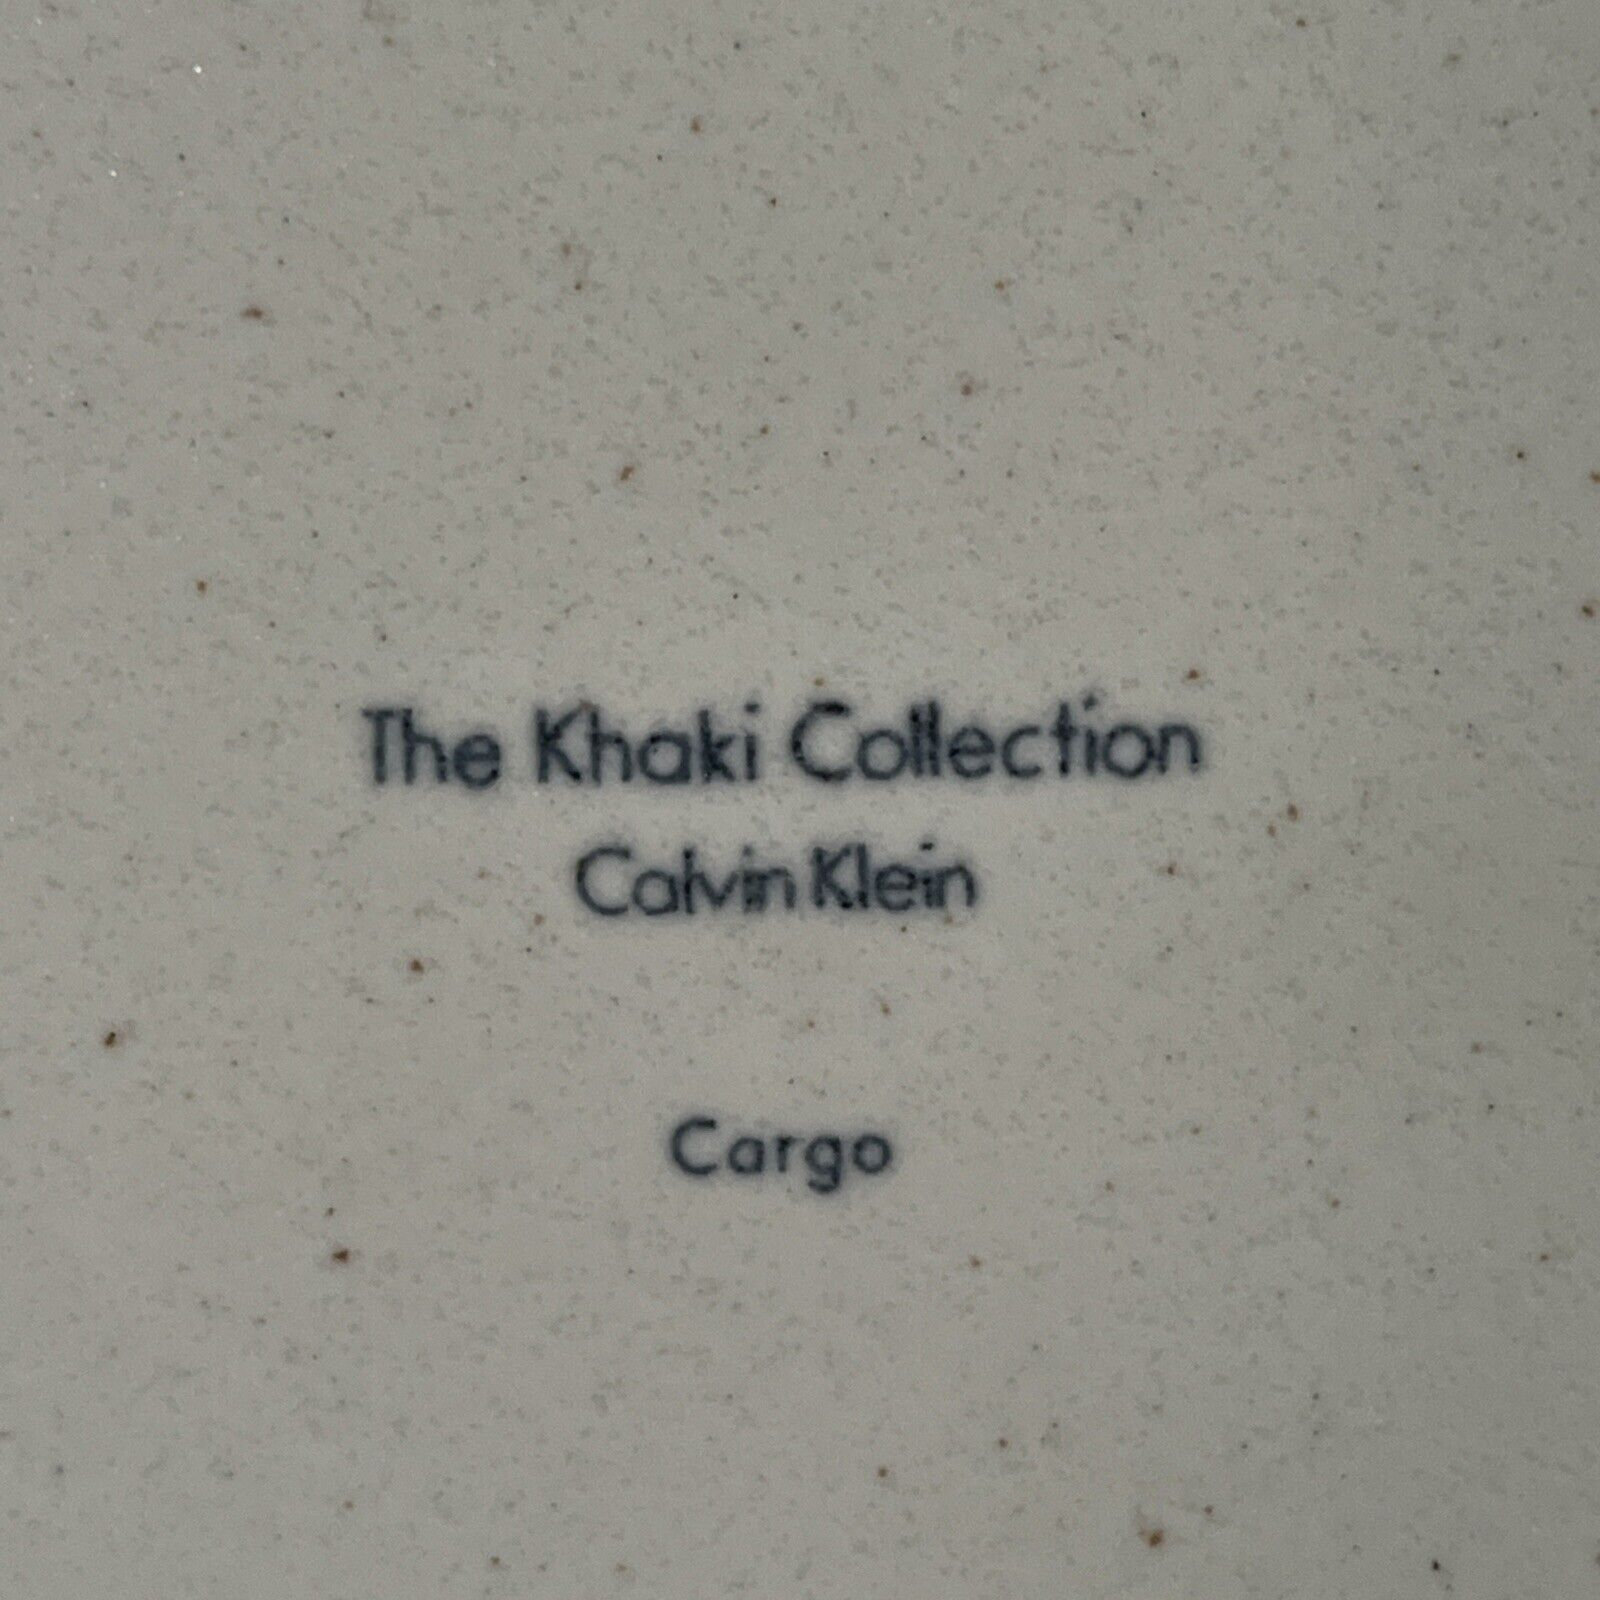 The Khaki Collection
Calvin Klein
Cargo